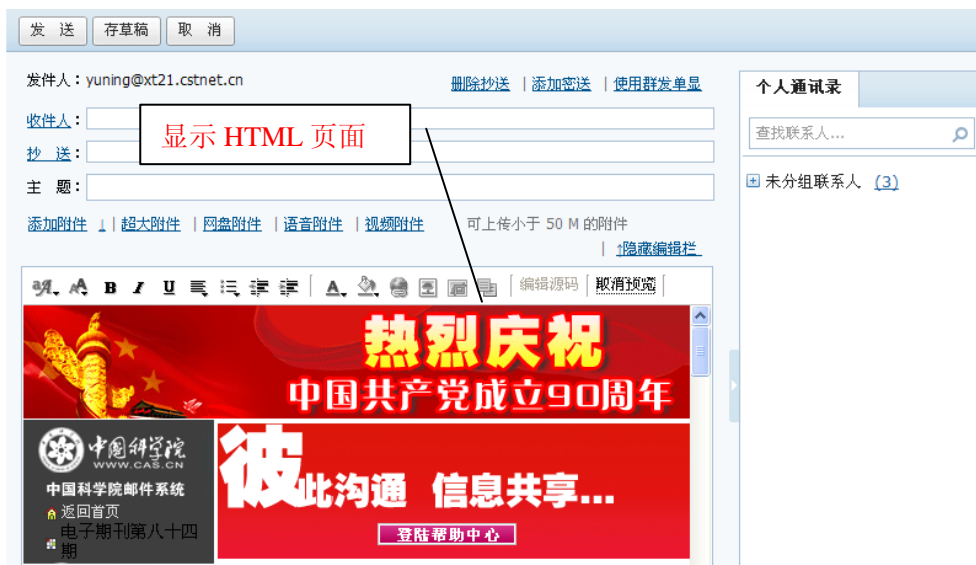 发 送 存草稿 取 消
发件人：yuning@xt21.cstnet.cn
删除抄送 | 添加密送 | 使用群发单显
收件人：
显示 HTML 页面
抄 送：
主 题：
添加附件 ↓ | 超大附件 | 网盘附件 | 语音附件 | 视频附件 可上传小于 50 M 的附件
| ↑隐藏编辑栏
B I U A 编辑源码 取消预览
热烈庆祝
中国共产党成立90周年
中国科学院
WWW.CAS.CN
中国科学院邮件系统
返回首页
电子期刊第八十四
期
彼此沟通 信息共享...
登陆帮助中心
个人通讯录
查找联系人...
未分组联系人 (3)